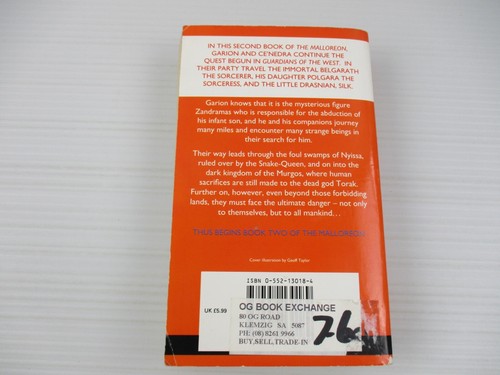 IN THIS SECOND BOOK OF THE MALLOREON,
GARION AND CE'NEDRA CONTINUE THE
QUEST BEGUN IN GUARDIANS OF THE WEST. IN
THEIR PARTY TRAVEL THE IMMORTAL BELGARATH
THE SORCERER, HIS DAUGHTER POLGARA THE
SORCERESS, AND THE LITTLE DRASNIAN, SILK.
Garion knows that it is the mysterious figure
Zandramas who is responsible for the abduction of
his infant son, and he and his companions journey
many miles and encounter many strange beings in
their search for him.
Their way leads through the foul swamps of Nyissa,
ruled over by the Snake-Queen, and on into the
dark kingdom of the Murgos, where human
sacrifices are still made to the dead god Torak.
Further on, however, even beyond those forbidding
lands, they must face the ultimate danger – not only
to themselves, but to all mankind...
THUS BEGINS BOOK TWO OF THE MALLOREON
Cover illustration by Geoff Taylor
ISBN 0-552-13018-4
UK £5.99
OG BOOK EXCHANGE
80 OG ROAD
KLEMZIG SA 5087
PH: (08) 8261 9966
BUY, SELL, TRADE-IN